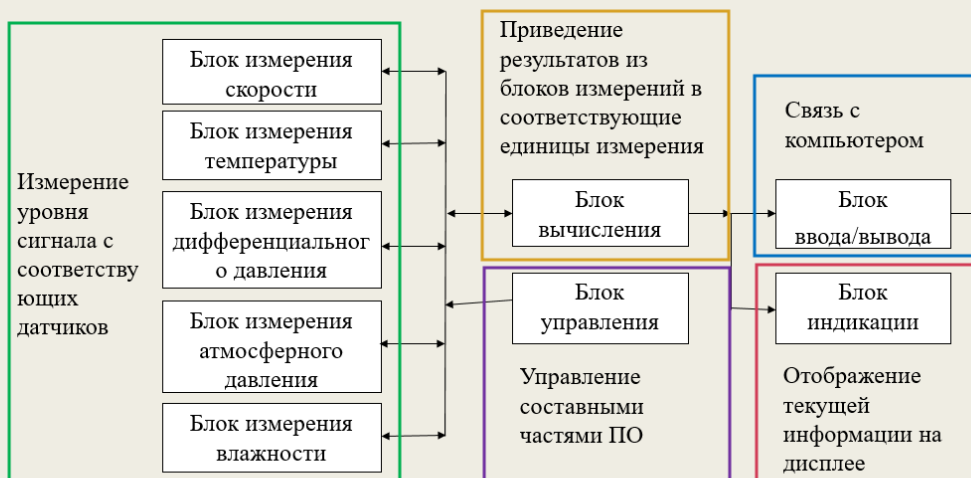 Измерение
уровня
сигнала с
соответству
ющих
датчиков
Блок измерения
скорости
Блок измерения
температуры
Блок измерения
дифференциальног
о давления
Блок измерения
атмосферного
давления
Блок измерения
влажности
Приведение
результатов из
блоков измерений в
соответствующие
единицы измерения
Блок
вычисления
Блок
управления
Управление
составными
частями ПО
Связь с
компьютером
Блок
ввода/вывода
Блок
индикации
Отображение
текущей
информации на
дисплее